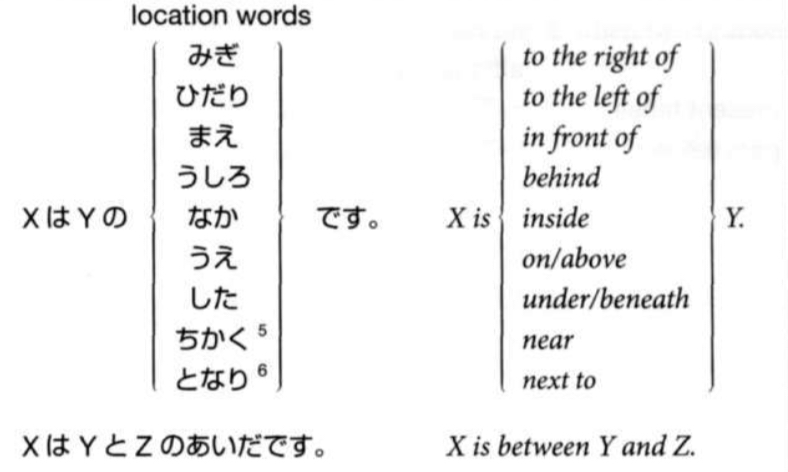 location words
みぎ to the right of
ひだり to the left of
まえ in front of
うしろ behind
XはYの なか です。 X is inside Y.
うえ on/above
した under/beneath
ちかく5 near
となり6 next to
XはYとZのあいだです。 X is between Y and Z.